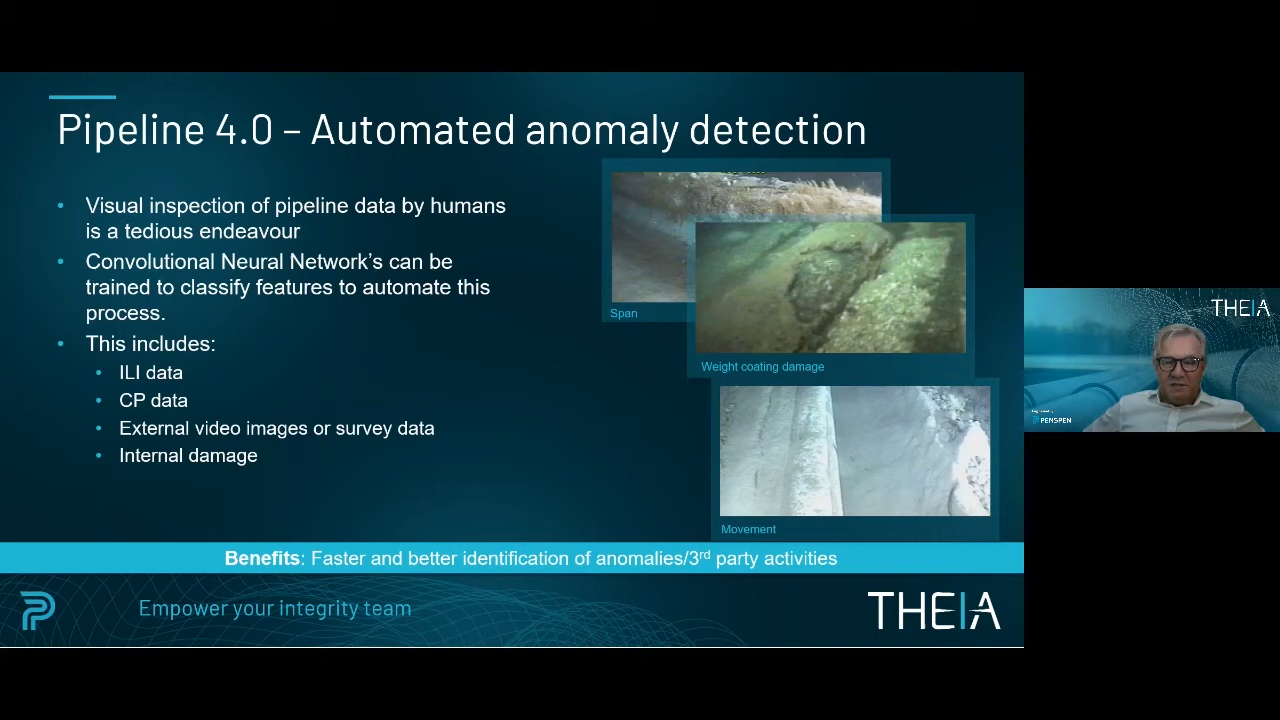 Pipeline 4.0 – Automated anomaly detection
• Visual inspection of pipeline data by humans
is a tedious endeavour
• Convolutional Neural Network’s can be
trained to classify features to automate this
process.
• This includes:
• ILI data
• CP data
• External video images or survey data
• Internal damage
Span
Weight coating damage
Movement
Benefits: Faster and better identification of anomalies/3rd party activities
Empower your integrity team
THEIA
THEIA
PENSPEN